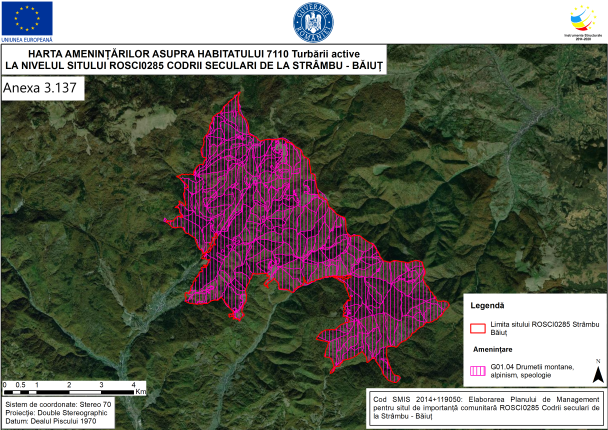 UNIUNEA EUROPEANĂ
GUVERNUL ROMÂNIEI
Instrumente Structurale
2014-2020
HARTA AMENINȚĂRILOR ASUPRA HABITATULUI 7110 Turbării active
LA NIVELUL SITULUI ROSCI0285 CODRII SECULARI DE LA STRÂMBU - BĂIUȚ
Anexa 3.137
Legendă
Limita sitului ROSCI0285 Strâmbu
Băiuț
Amenințare
G01.04 Drumetii montane,
alpinism, speologie
N
0 0.5 1 2 3 4
Km
Sistem de coordonate: Stereo 70
Proiecție: Double Stereographic
Datum: Dealul Piscului 1970
Cod SMIS 2014+119050: Elaborarea Planului de Management
pentru situl de importanță comunitară ROSCI0285 Codrii seculari de
la Strâmbu - Băiuț